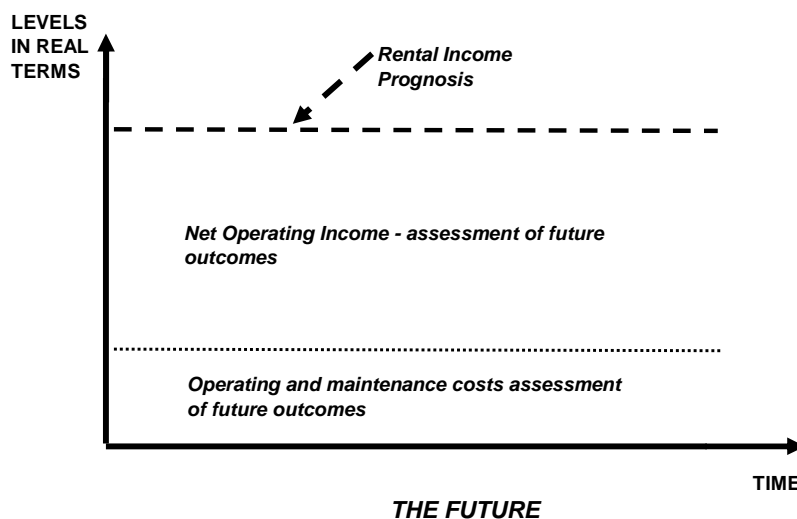 LEVELS
IN REAL
TERMS
Rental Income
Prognosis
Net Operating Income - assessment of future
outcomes
Operating and maintenance costs assessment
of future outcomes
TIME
THE FUTURE